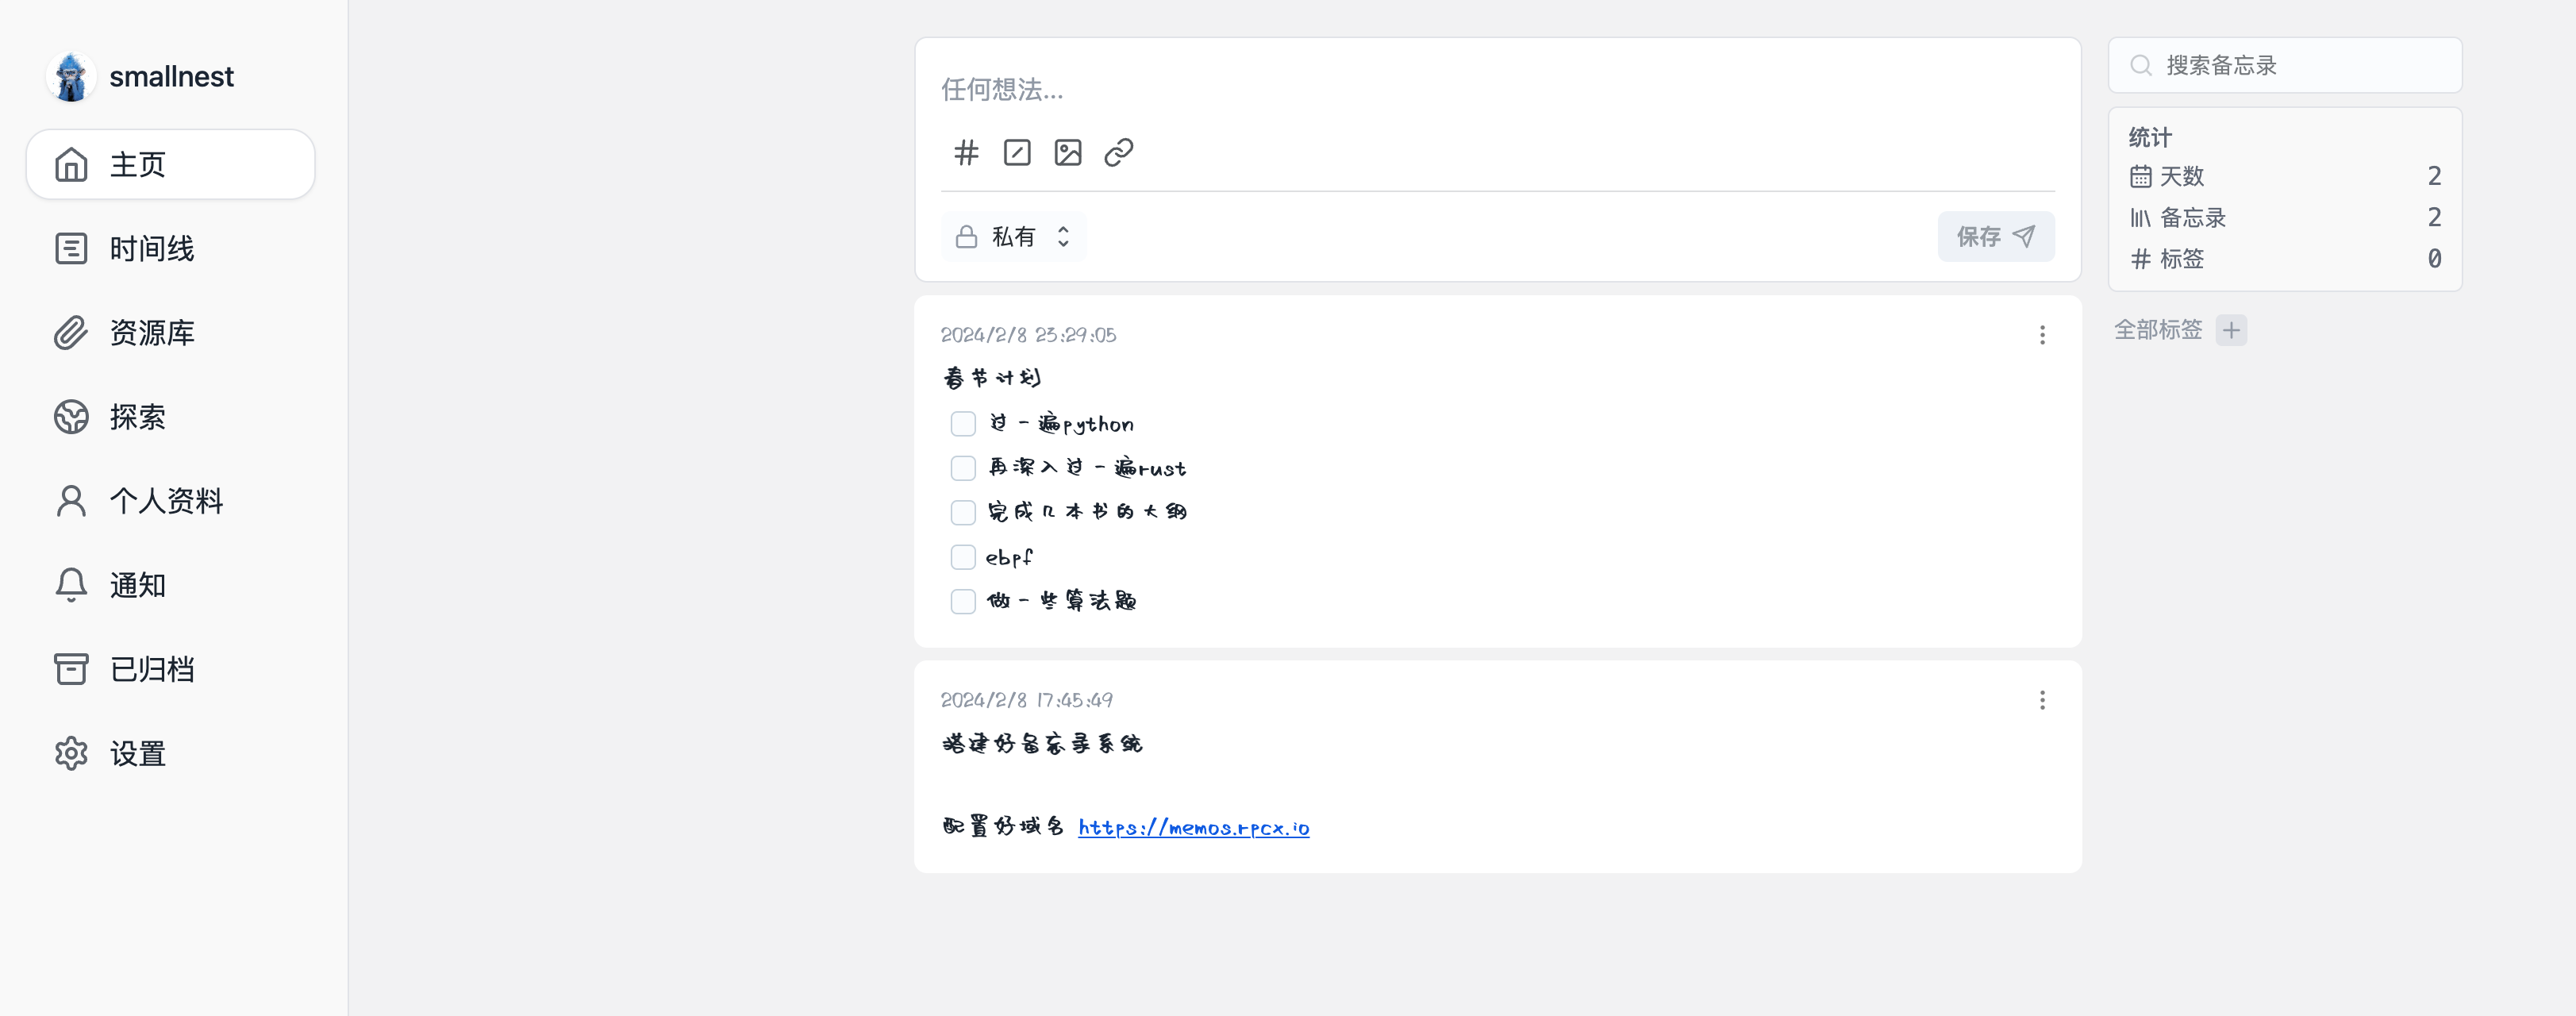 smallnest
主页
时间线
资源库
探索
个人资料
通知
已归档
设置
任何想法...
私有
保存
2024/2/8 23:29:05
春节计划
过一遍python
再深入过一遍rust
完成几本书的大纲
ebpf
做一些算法题
2024/2/8 17:45:49
搭建好备忘录系统
配置好域名 https://memos.rpcx.io
搜索备忘录
统计
天数 2
备忘录 2
标签 0
全部标签